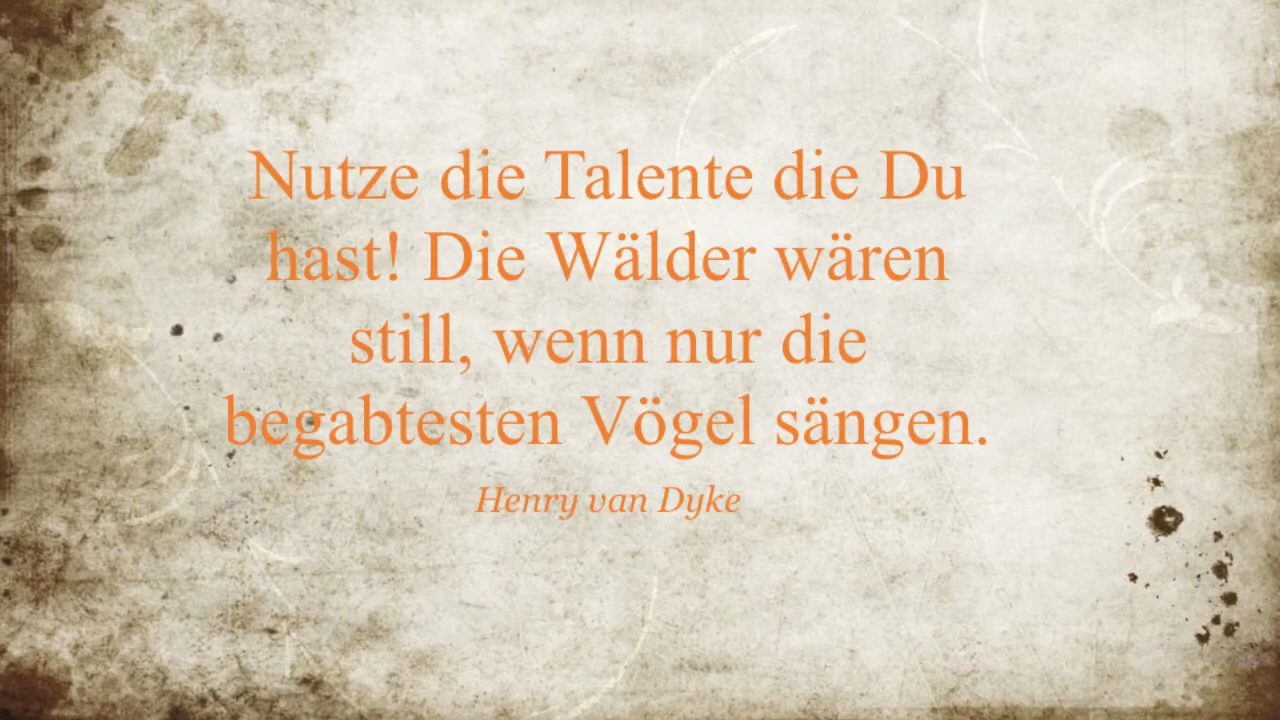 Nutze die Talente die Du
hast! Die Wälder wären
still, wenn nur die
begabtesten Vögel sängen.
Henry van Dyke